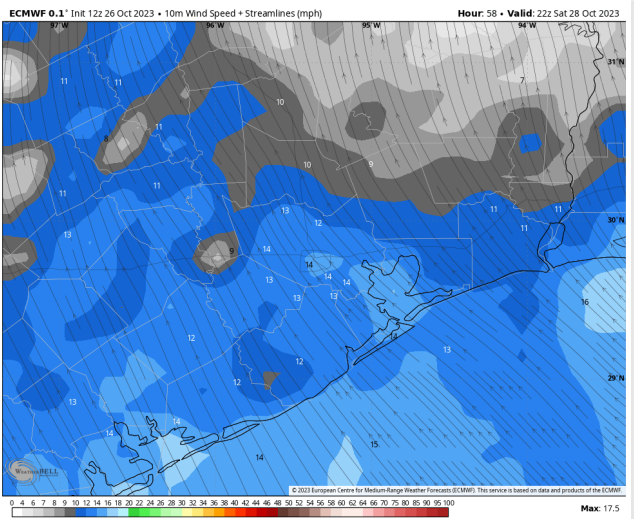 ECMWF 0.1° Init 12z 26 Oct 2023 • 10m Wind Speed + Streamlines (mph)
Hour: 58 • Valid: 22z Sat 28 Oct 2023
97°W 96°W 95°W 94°W
31°N
11 11 7
10
8 11
10 9
11 11
13 12 11 11
30°N
13 9 14 11
14
13 14 14
13 13 16
12 14
13
12
29°N
12
13
14 14
15
14
WeatherBELL
© 2023 European Centre for Medium-Range Weather Forecasts (ECMWF). This service is based on data and products of the ECMWF.
0 4 6 7 8 9 10 12 14 16 18 20 22 24 26 28 30 32 34 36 38 40 42 44 46 48 50 52 54 56 58 60 65 70 75 80 85 90 95 100
Max: 17.5